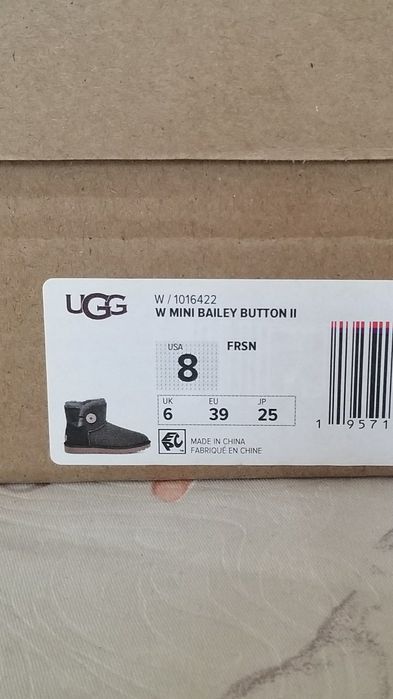 UGG
W / 1016422
W MINI BAILEY BUTTON II
USA
8
FRSN
UK EU JP
6 39 25
1 9571
EPC
MADE IN CHINA
FABRIQUÉ EN CHINE